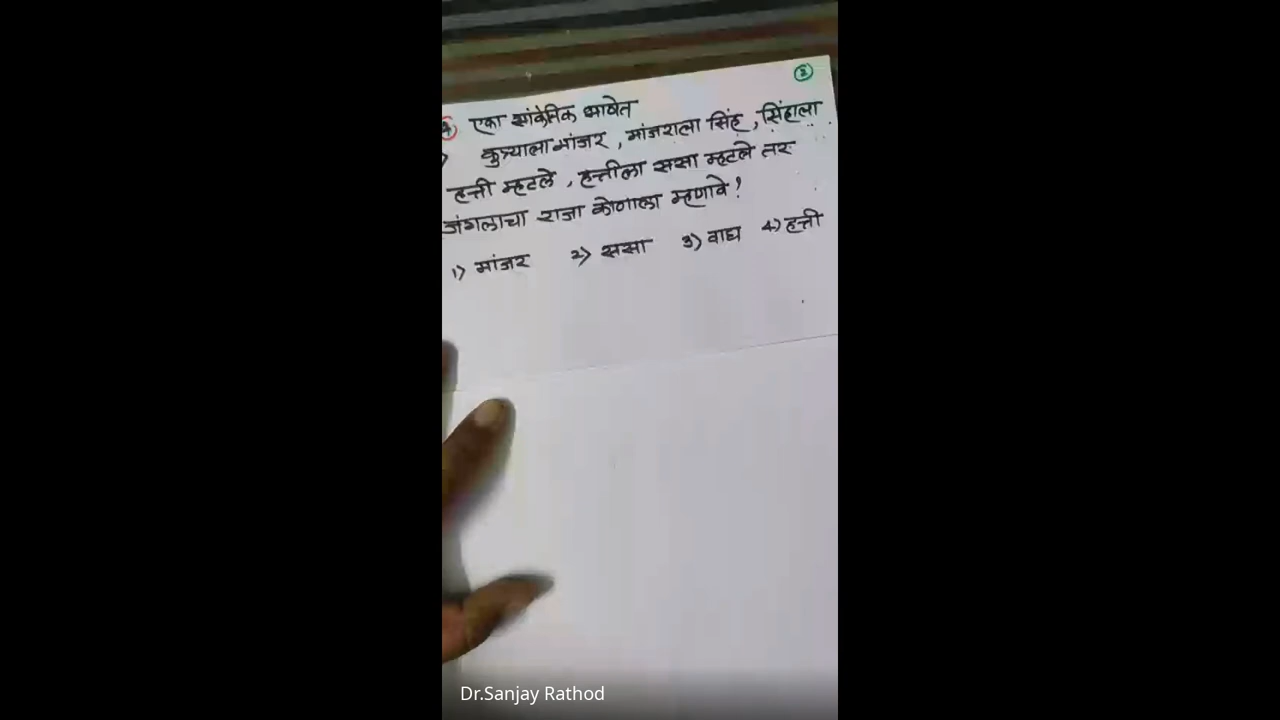 २
एका सांकेतिक भाषेत
कुत्र्याला मांजर, मांजराला सिंह, सिंहाला
हत्ती म्हटले, हत्तीला ससा म्हटले तर
जंगलाचा राजा कोणाला म्हणावे?
1) मांजर 2) ससा 3) वाघ 4) हत्ती
Dr.Sanjay Rathod